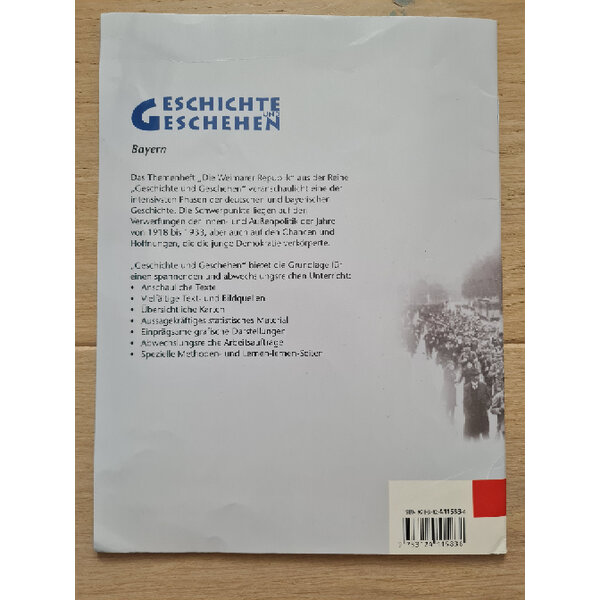 GESCHICHTE
UND
GESCHEHEN
Bayern
Das Themenheft „Die Weimarer Republik“ aus der Reihe
„Geschichte und Geschehen“ veranschaulicht eine der
intensivsten Phasen der deutschen und bayerischen
Geschichte. Die Schwerpunkte liegen auf den
Verwerfungen der Innen- und Außenpolitik der Jahre
von 1918 bis 1933, aber auch auf den Chancen und
Hoffnungen, die die junge Demokratie verkörperte.
„Geschichte und Geschehen“ bietet die Grundlage für
einen spannenden und abwechslungsreichen Unterricht:
• Anschauliche Texte
• Vielfältige Text- und Bildquellen
• Übersichtliche Karten
• Aussagekräftiges statistisches Material
• Einprägsame grafische Darstellungen
• Abwechslungsreiche Arbeitsaufträge
• Spezielle Methoden- und Lernen-lernen-Seiten
ISBN
9 783124 115836